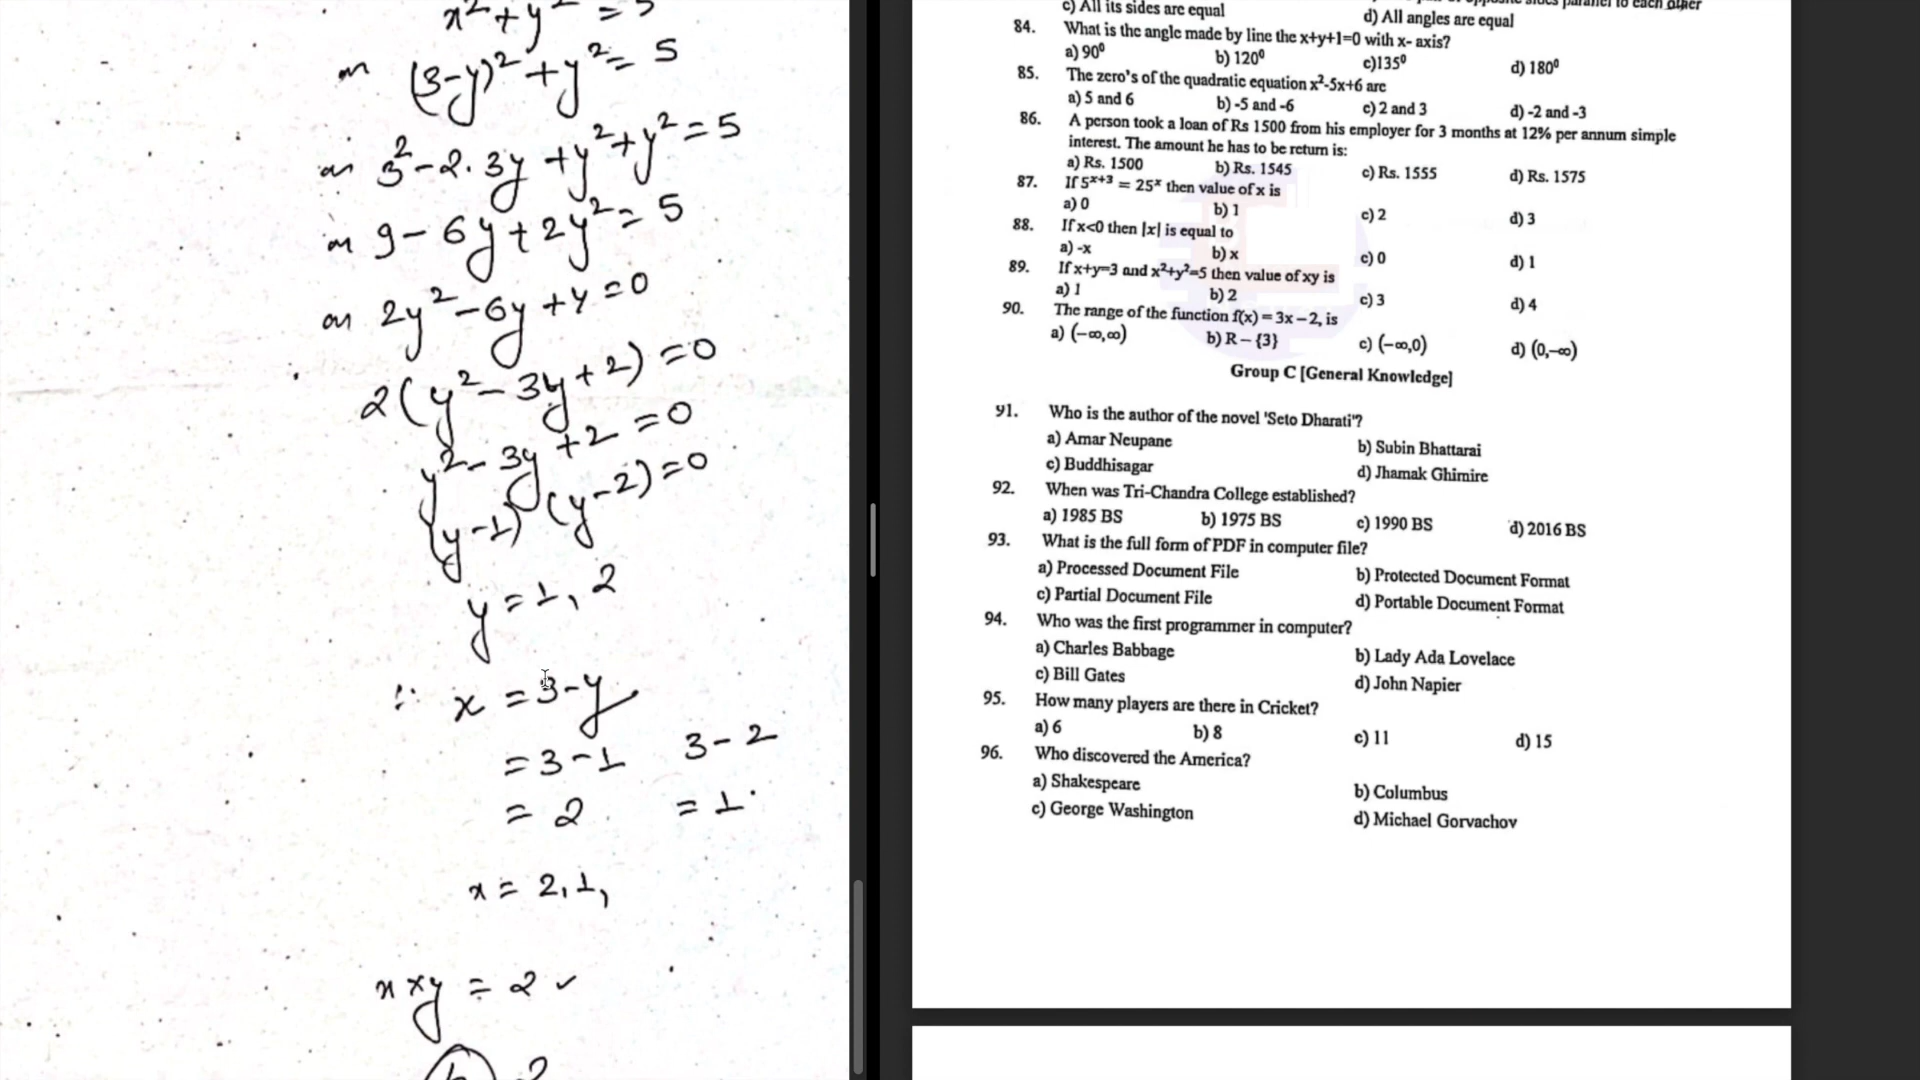 x² + y² = 5
or (3-y)² + y² = 5
or 3² - 2. 3y + y² + y² = 5
or 9 - 6y + 2y² = 5
or 2y² - 6y + 4 = 0
2(y² - 3y + 2) = 0
y² - 3y + 2 = 0
(y-1) (y-2) = 0
y = 1, 2
∴ x = 3-y
= 3-1 3-2
= 2 = 1
x = 2,1,
x x y = 2 ✓
b 2
c) All its sides are equal d) All angles are equal
84. What is the angle made by line the x+y+1=0 with x- axis?
a) 90⁰ b) 120⁰ c)135⁰ d) 180⁰
85. The zero's of the quadratic equation x²-5x+6 are
a) 5 and 6 b) -5 and -6 c) 2 and 3 d) -2 and -3
86. A person took a loan of Rs 1500 from his employer for 3 months at 12% per annum simple
interest. The amount he has to be return is:
a) Rs. 1500 b) Rs. 1545 c) Rs. 1555 d) Rs. 1575
87. If 5ˣ⁺³ = 25ˣ then value of x is
a) 0 b) 1 c) 2 d) 3
88. If x<0 then |x| is equal to
a) -x b) x c) 0 d) 1
89. If x+y=3 and x²+y²=5 then value of xy is
a) 1 b) 2 c) 3 d) 4
90. The range of the function f(x) = 3x – 2, is
a) (−∞,∞) b) R – {3} c) (−∞,0) d) (0,−∞)
Group C [General Knowledge]
91. Who is the author of the novel 'Seto Dharati'?
a) Amar Neupane b) Subin Bhattarai
c) Buddhisagar d) Jhamak Ghimire
92. When was Tri-Chandra College established?
a) 1985 BS b) 1975 BS c) 1990 BS d) 2016 BS
93. What is the full form of PDF in computer file?
a) Processed Document File b) Protected Document Format
c) Partial Document File d) Portable Document Format
94. Who was the first programmer in computer?
a) Charles Babbage b) Lady Ada Lovelace
c) Bill Gates d) John Napier
95. How many players are there in Cricket?
a) 6 b) 8 c) 11 d) 15
96. Who discovered the America?
a) Shakespeare b) Columbus
c) George Washington d) Michael Gorvachov